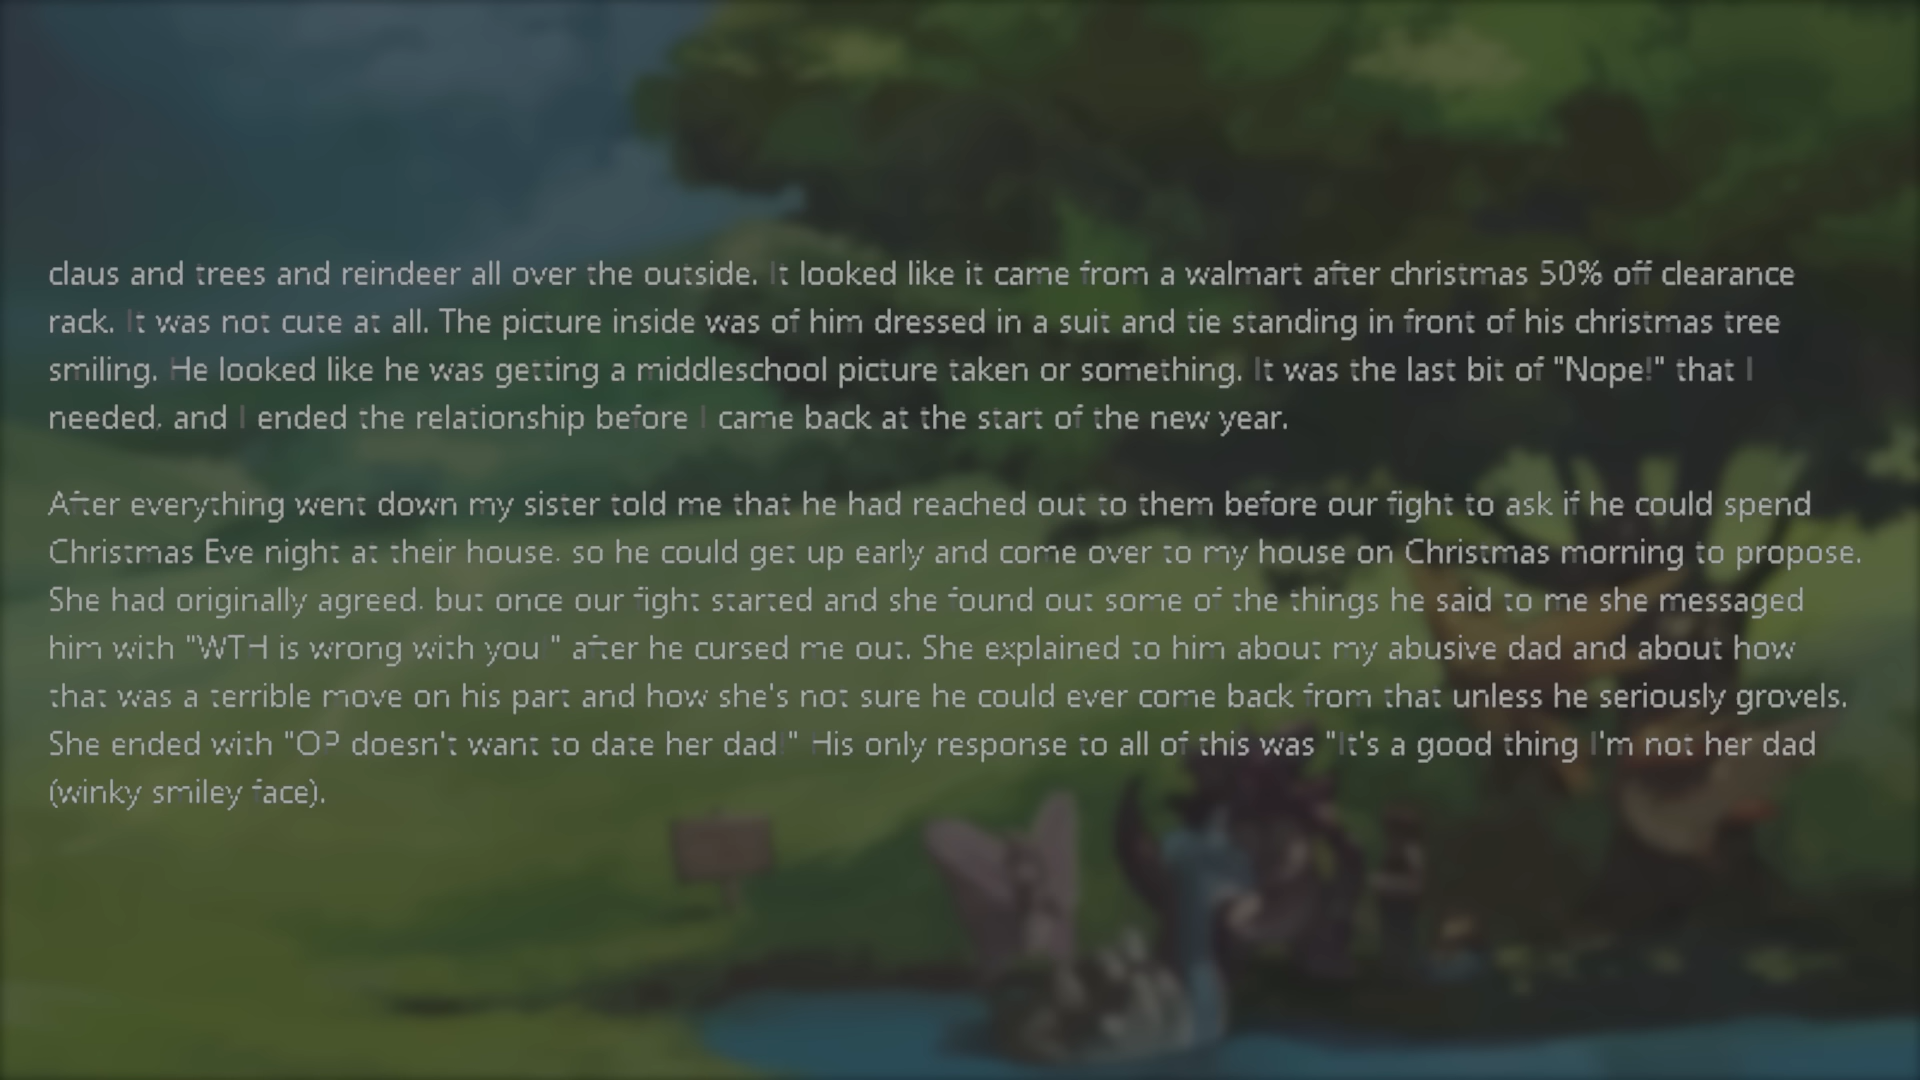 claus and trees and reindeer all over the outside. It looked like it came from a walmart after christmas 50% off clearance
rack. It was not cute at all. The picture inside was of him dressed in a suit and tie standing in front of his christmas tree
smiling. He looked like he was getting a middleschool picture taken or something. It was the last bit of "Nope!" that I
needed, and I ended the relationship before I came back at the start of the new year.
After everything went down my sister told me that he had reached out to them before our fight to ask if he could spend
Christmas Eve night at their house, so he could get up early and come over to my house on Christmas morning to propose.
She had originally agreed, but once our fight started and she found out some of the things he said to me she messaged
him with "WTH is wrong with you!" after he cursed me out. She explained to him about my abusive dad and about how
that was a terrible move on his part and how she's not sure he could ever come back from that unless he seriously grovels.
She ended with "OP doesn't want to date her dad!" His only response to all of this was "It's a good thing I'm not her dad
(winky smiley face).